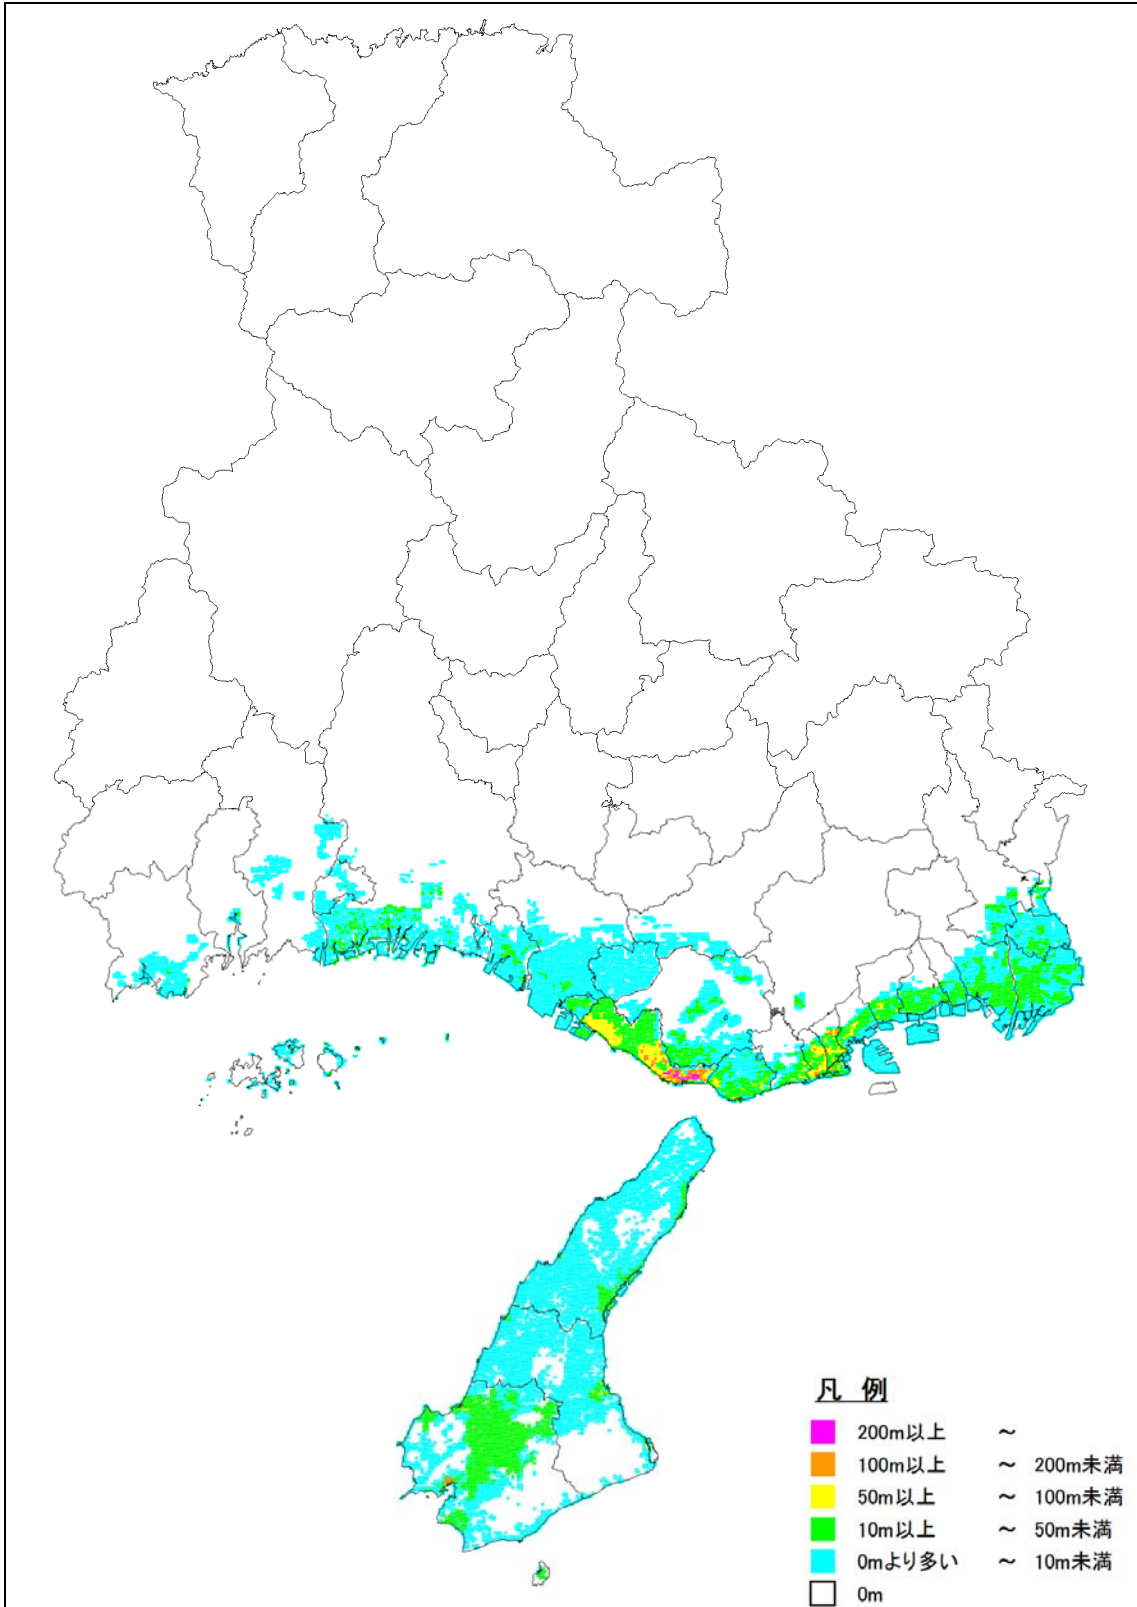 凡 例
200m以上 ～
100m以上 ～ 200m未満
50m以上 ～ 100m未満
10m以上 ～ 50m未満
0mより多い ～ 10m未満
0m